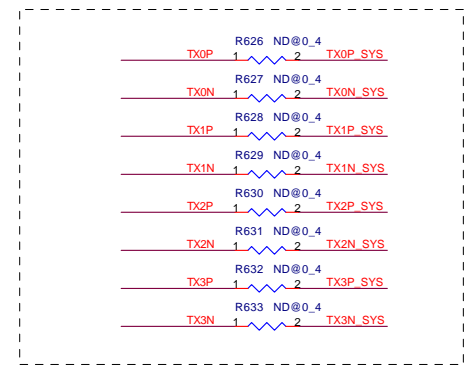 R626 ND@0_4
TX0P 1 2 TX0P_SYS
R627 ND@0_4
TX0N 1 2 TX0N_SYS
R628 ND@0_4
TX1P 1 2 TX1P_SYS
R629 ND@0_4
TX1N 1 2 TX1N_SYS
R630 ND@0_4
TX2P 1 2 TX2P_SYS
R631 ND@0_4
TX2N 1 2 TX2N_SYS
R632 ND@0_4
TX3P 1 2 TX3P_SYS
R633 ND@0_4
TX3N 1 2 TX3N_SYS